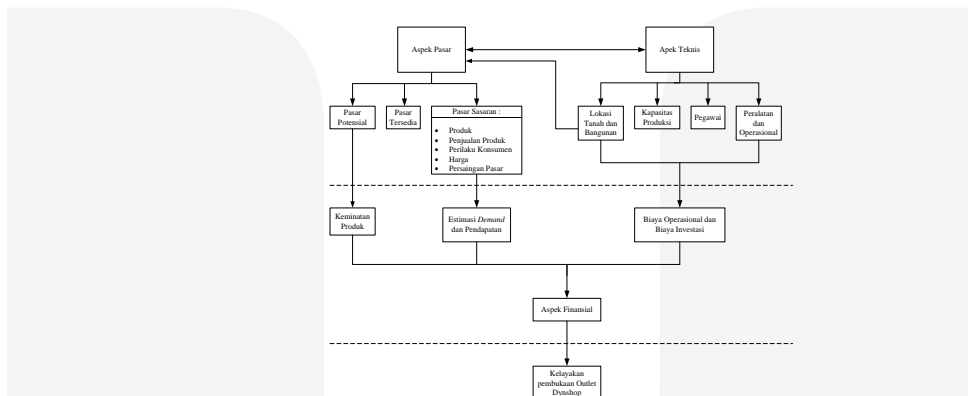 Aspek Pasar
Apek Teknis
Pasar
Potensial
Pasar
Tersedia
Pasar Sasaran :
• Produk
• Penjualan Produk
• Perilaku Konsumen
• Harga
• Persaingan Pasar
Lokasi
Tanah dan
Bangunan
Kapasitas
Produksi
Pegawai
Peralatan
dan
Operasional
Keminatan
Produk
Estimasi Demand
dan Pendapatan
Biaya Operasional dan
Biaya Investasi
Aspek Finansial
Kelayakan
pembukaan Outlet
Dynshop